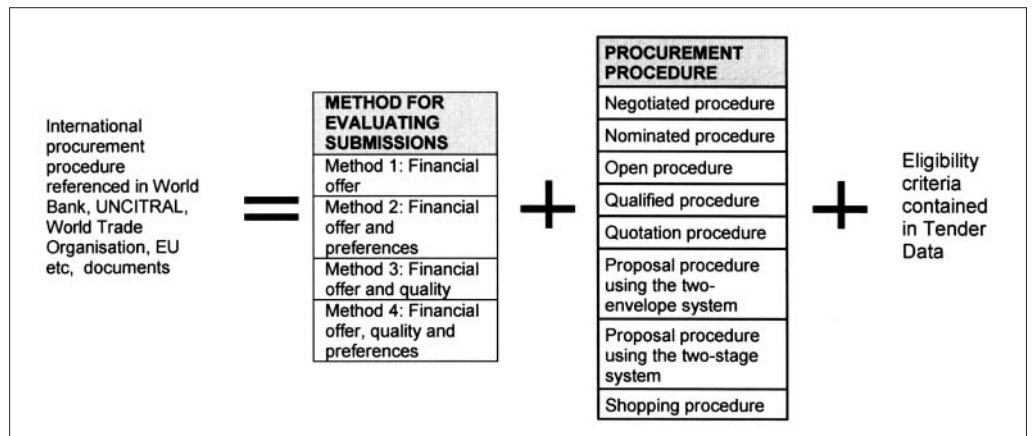 International
procurement
procedure
referenced in World
Bank, UNCITRAL,
World Trade
Organisation, EU
etc, documents
=
METHOD FOR
EVALUATING
SUBMISSIONS
Method 1: Financial
offer
Method 2: Financial
offer and
preferences
Method 3: Financial
offer and quality
Method 4: Financial
offer, quality and
preferences
+
PROCUREMENT
PROCEDURE
Negotiated procedure
Nominated procedure
Open procedure
Qualified procedure
Quotation procedure
Proposal procedure
using the two-
envelope system
Proposal procedure
using the two-stage
system
Shopping procedure
+
Eligibility
criteria
contained
in Tender
Data